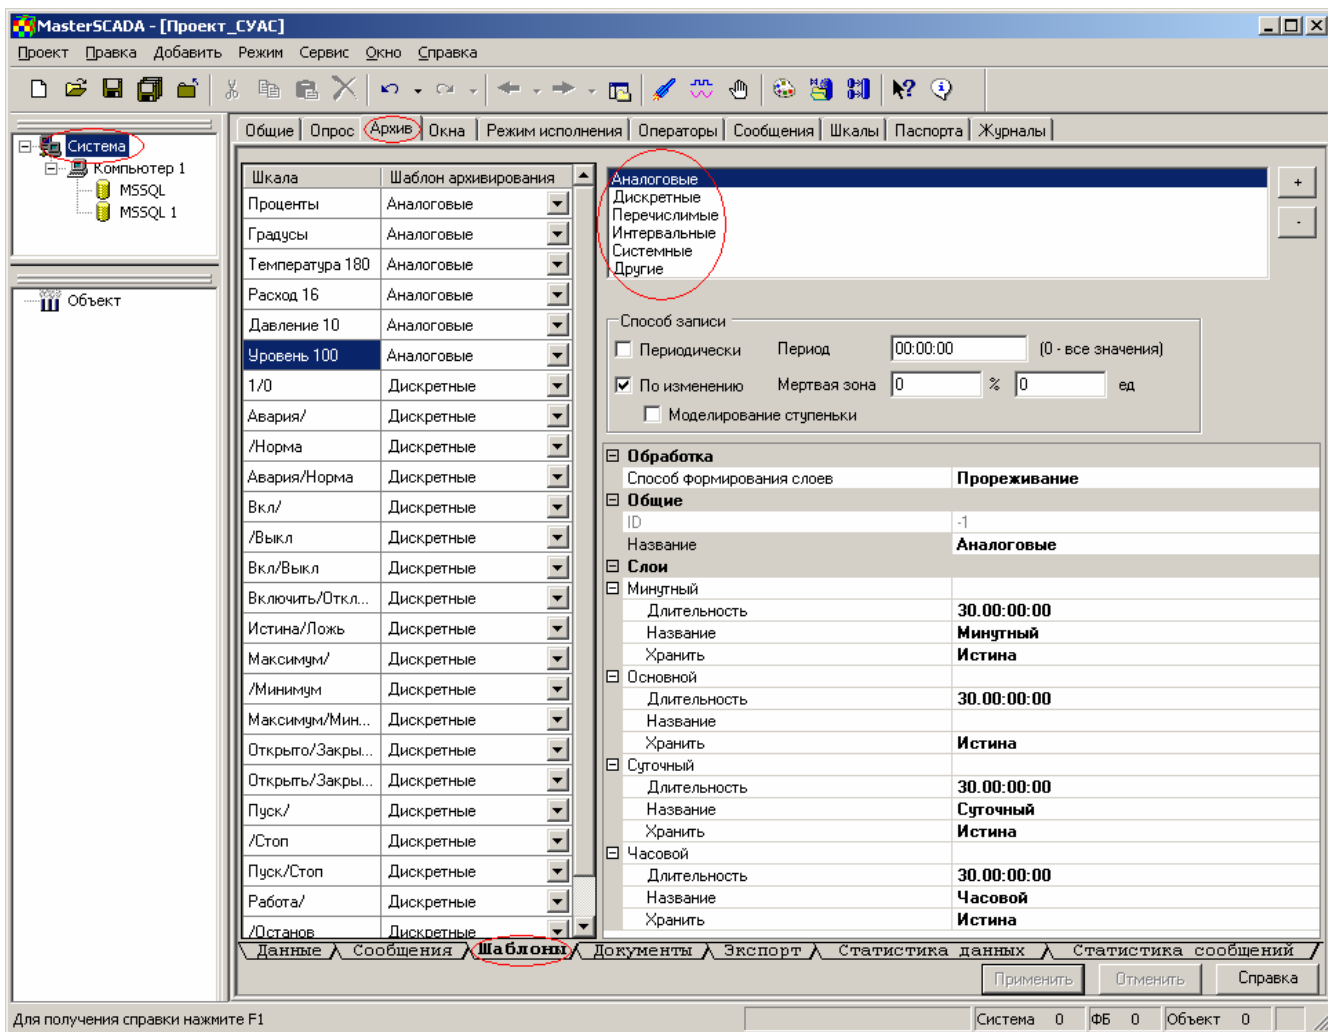 MasterSCADA - [Проект_СУАС]
Проект Правка Добавить Режим Сервис Окно Справка
Система
Компьютер 1
MSSQL
MSSQL 1
Объект
Общие Опрос Архив Окна Режим исполнения Операторы Сообщения Шкалы Паспорта Журналы
Шкала Шаблон архивирования
Проценты Аналоговые
Градусы Аналоговые
Температура 180 Аналоговые
Расход 16 Аналоговые
Давление 10 Аналоговые
Уровень 100 Аналоговые
1/0 Дискретные
Авария/ Дискретные
/Норма Дискретные
Авария/Норма Дискретные
Вкл/ Дискретные
/Выкл Дискретные
Вкл/Выкл Дискретные
Включить/Откл... Дискретные
Истина/Ложь Дискретные
Максимум/ Дискретные
/Минимум Дискретные
Максимум/Мин... Дискретные
Открыто/Закры... Дискретные
Открыть/Закры... Дискретные
Пуск/ Дискретные
/Стоп Дискретные
Пуск/Стоп Дискретные
Работа/ Дискретные
/Останов Дискретные
Аналоговые
Дискретные
Перечислимые
Интервальные
Системные
Другие
+
-
Способ записи
Периодически Период 00:00:00 (0 - все значения)
По изменению Мертвая зона 0 % 0 ед
Моделирование ступеньки
Обработка
Способ формирования слоев Прореживание
Общие
ID -1
Название Аналоговые
Слои
Минутный
Длительность 30.00:00:00
Название Минутный
Хранить Истина
Основной
Длительность 30.00:00:00
Название
Хранить Истина
Суточный
Длительность 30.00:00:00
Название Суточный
Хранить Истина
Часовой
Длительность 30.00:00:00
Название Часовой
Хранить Истина
Данные Сообщения Шаблоны Документы Экспорт Статистика данных Статистика сообщений
Применить Отменить Справка
Для получения справки нажмите F1 Система 0 ФБ 0 Объект 0